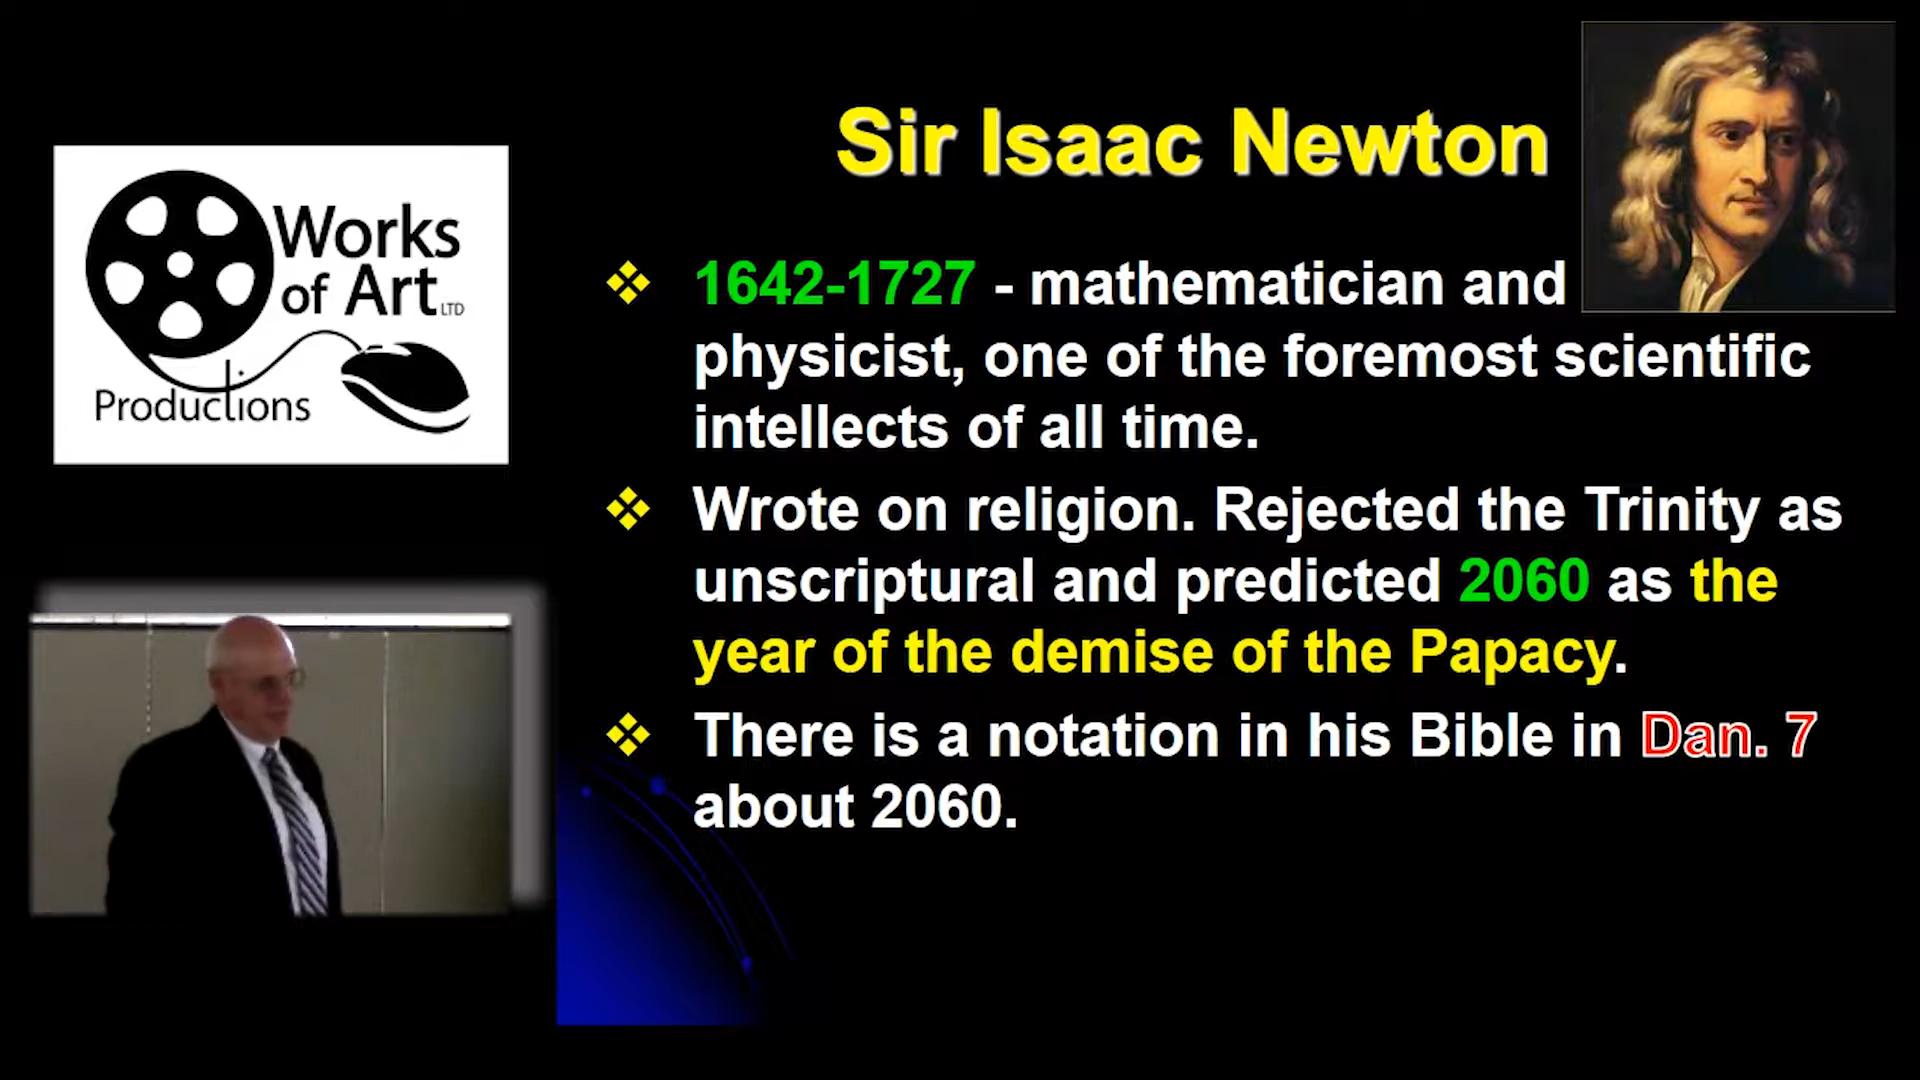 Works
of Art LTD
Productions
Sir Isaac Newton
❖ 1642-1727 - mathematician and
physicist, one of the foremost scientific
intellects of all time.
❖ Wrote on religion. Rejected the Trinity as
unscriptural and predicted 2060 as the
year of the demise of the Papacy.
❖ There is a notation in his Bible in Dan. 7
about 2060.